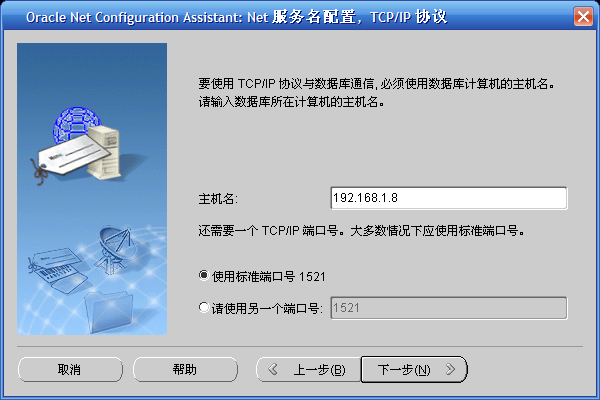 Oracle Net Configuration Assistant: Net 服务名配置, TCP/IP 协议
要使用 TCP/IP 协议与数据库通信, 必须使用数据库计算机的主机名。
请输入数据库所在计算机的主机名。
主机名: 192.168.1.8
还需要一个 TCP/IP 端口号。大多数情况下应使用标准端口号。
使用标准端口号 1521
请使用另一个端口号: 1521
取消 帮助 上一步(B) 下一步(N)